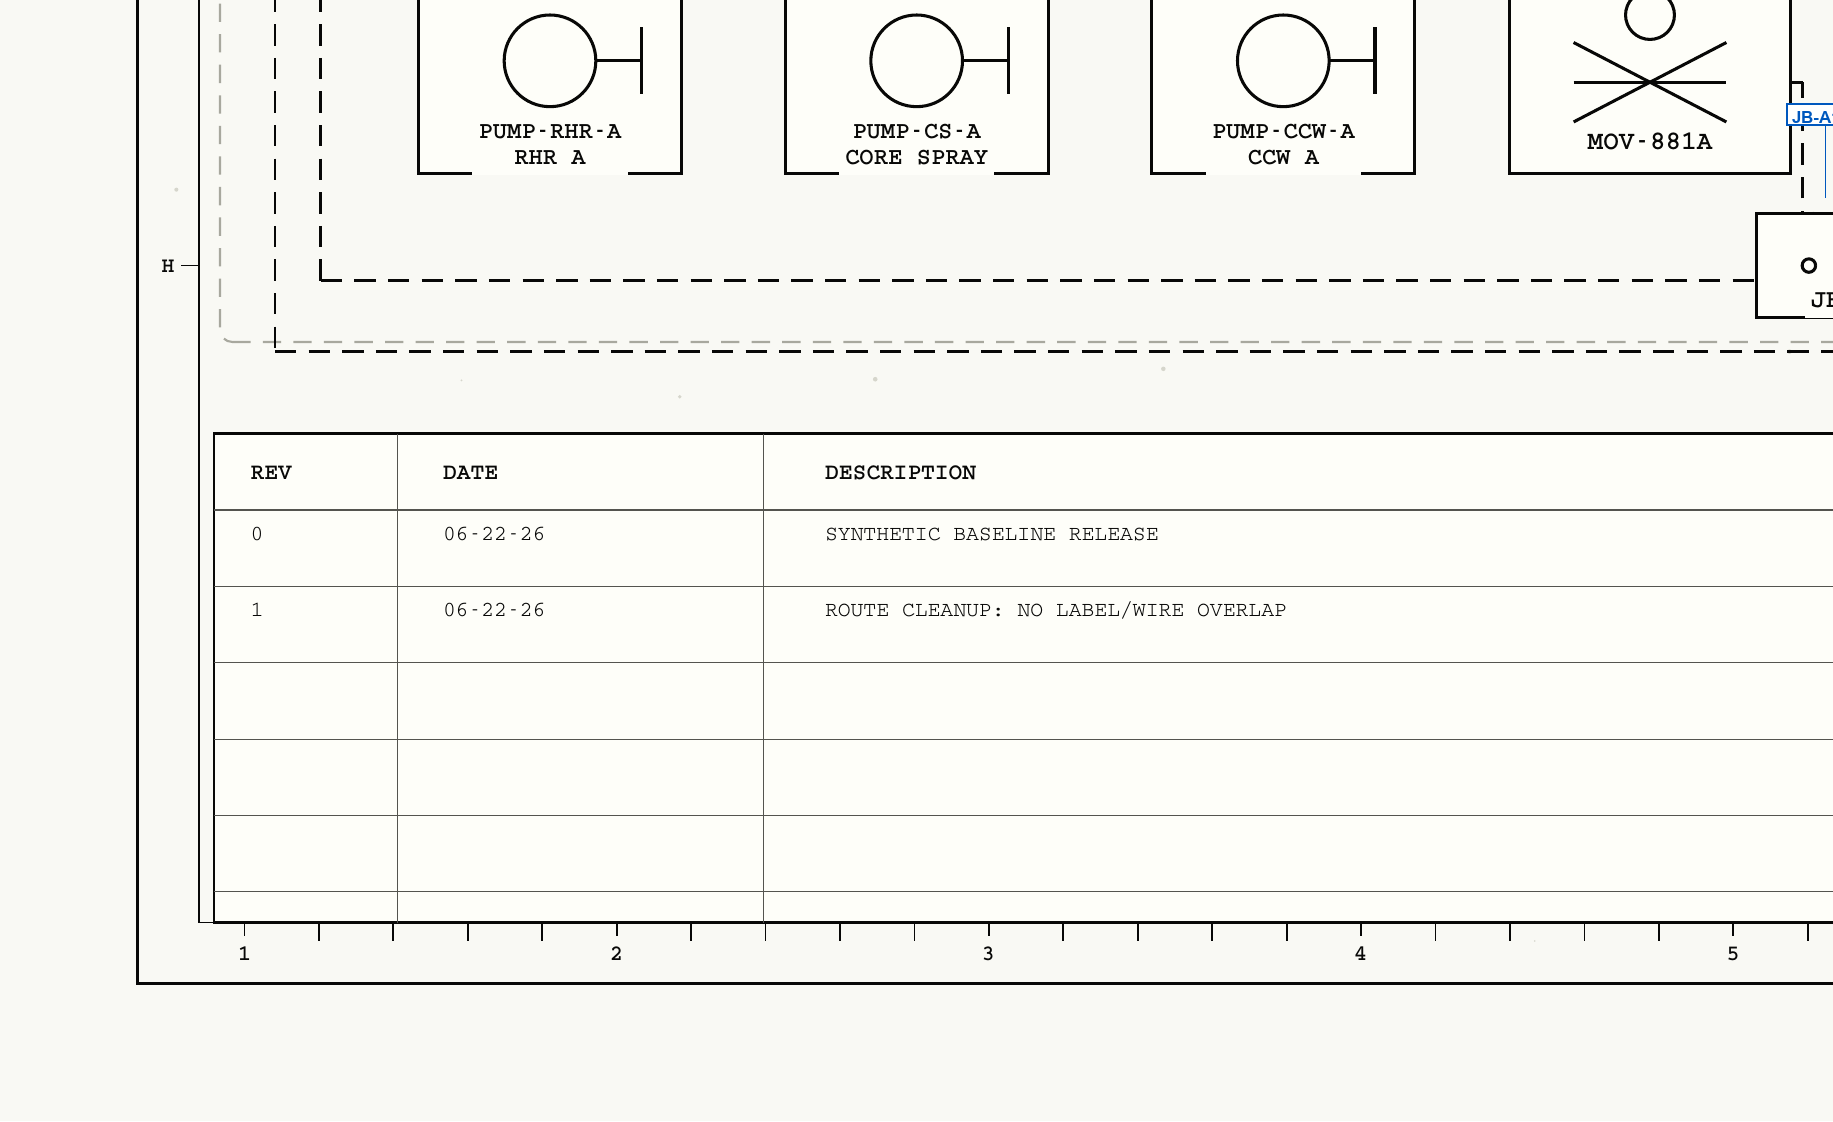 PUMP-RHR-A
RHR A
PUMP-CS-A
CORE SPRAY
PUMP-CCW-A
CCW A
MOV-881A
H
REV DATE DESCRIPTION
0 06-22-26 SYNTHETIC BASELINE RELEASE
1 06-22-26 ROUTE CLEANUP: NO LABEL/WIRE OVERLAP
1 2 3 4 5